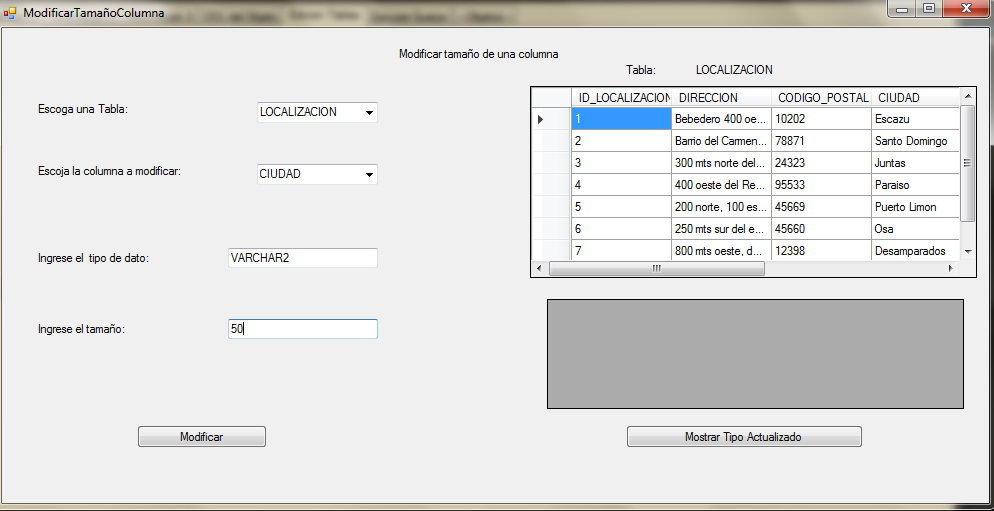 ModificarTamañoColumna
Modificar tamaño de una columna
Tabla: LOCALIZACION
Escoga una Tabla: LOCALIZACION
Escoja la columna a modificar: CIUDAD
Ingrese el tipo de dato: VARCHAR2
Ingrese el tamaño: 50
Modificar
ID_LOCALIZACION DIRECCION CODIGO_POSTAL CIUDAD
1 Bebedero 400 oe... 10202 Escazu
2 Barrio del Carmen... 78871 Santo Domingo
3 300 mts norte del... 24323 Juntas
4 400 oeste del Re... 95533 Paraiso
5 200 norte, 100 es... 45669 Puerto Limon
6 250 mts sur del e... 45660 Osa
7 800 mts oeste, d... 12398 Desamparados
Mostrar Tipo Actualizado